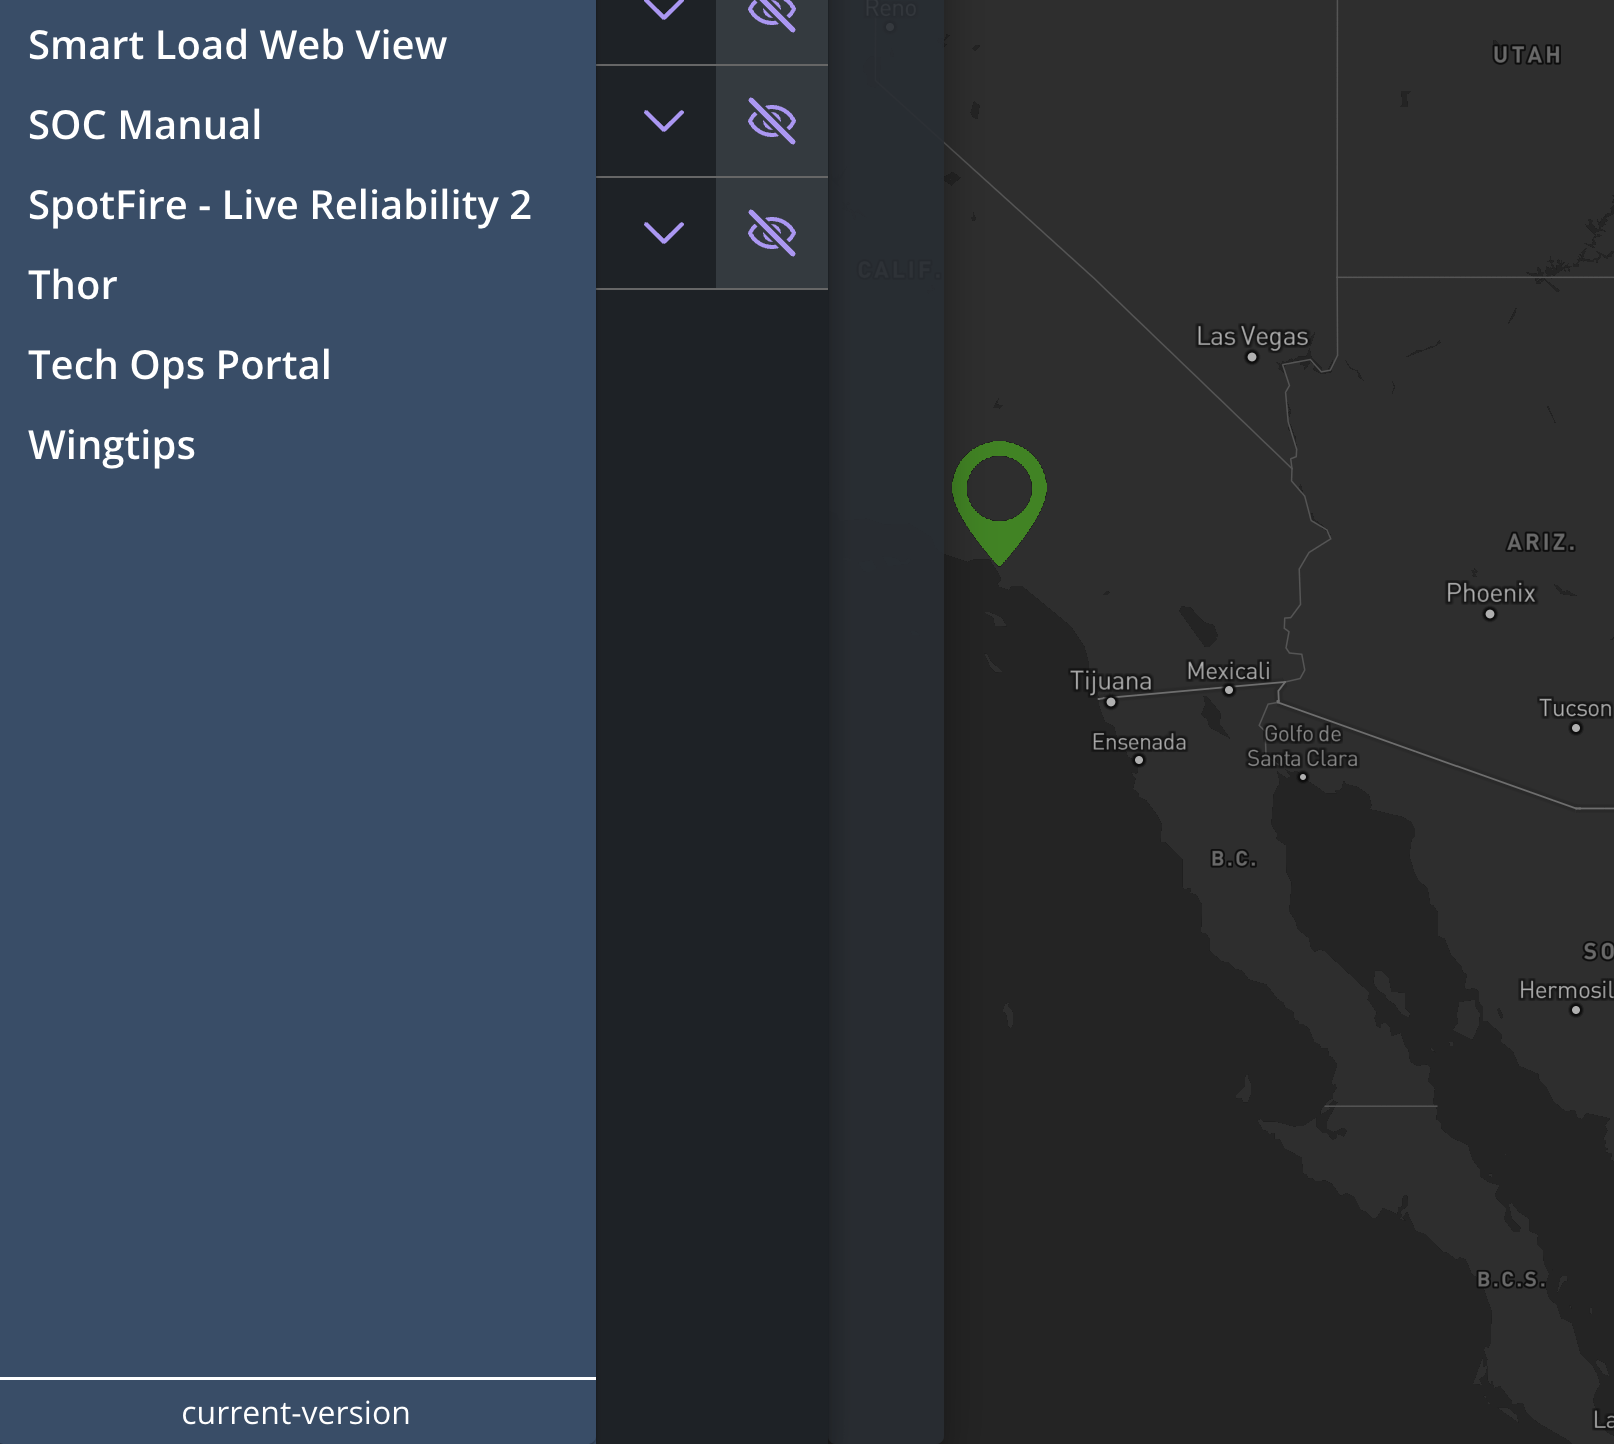 Smart Load Web View
SOC Manual
SpotFire - Live Reliability 2
Thor
Tech Ops Portal
Wingtips
current-version
Reno
UTAH
CALIF.
Las Vegas
ARIZ.
Phoenix
Mexicali
Tijuana
Tucson
Golfo de
Santa Clara
Ensenada
B.C.
SO
Hermosil
B.C.S.
La